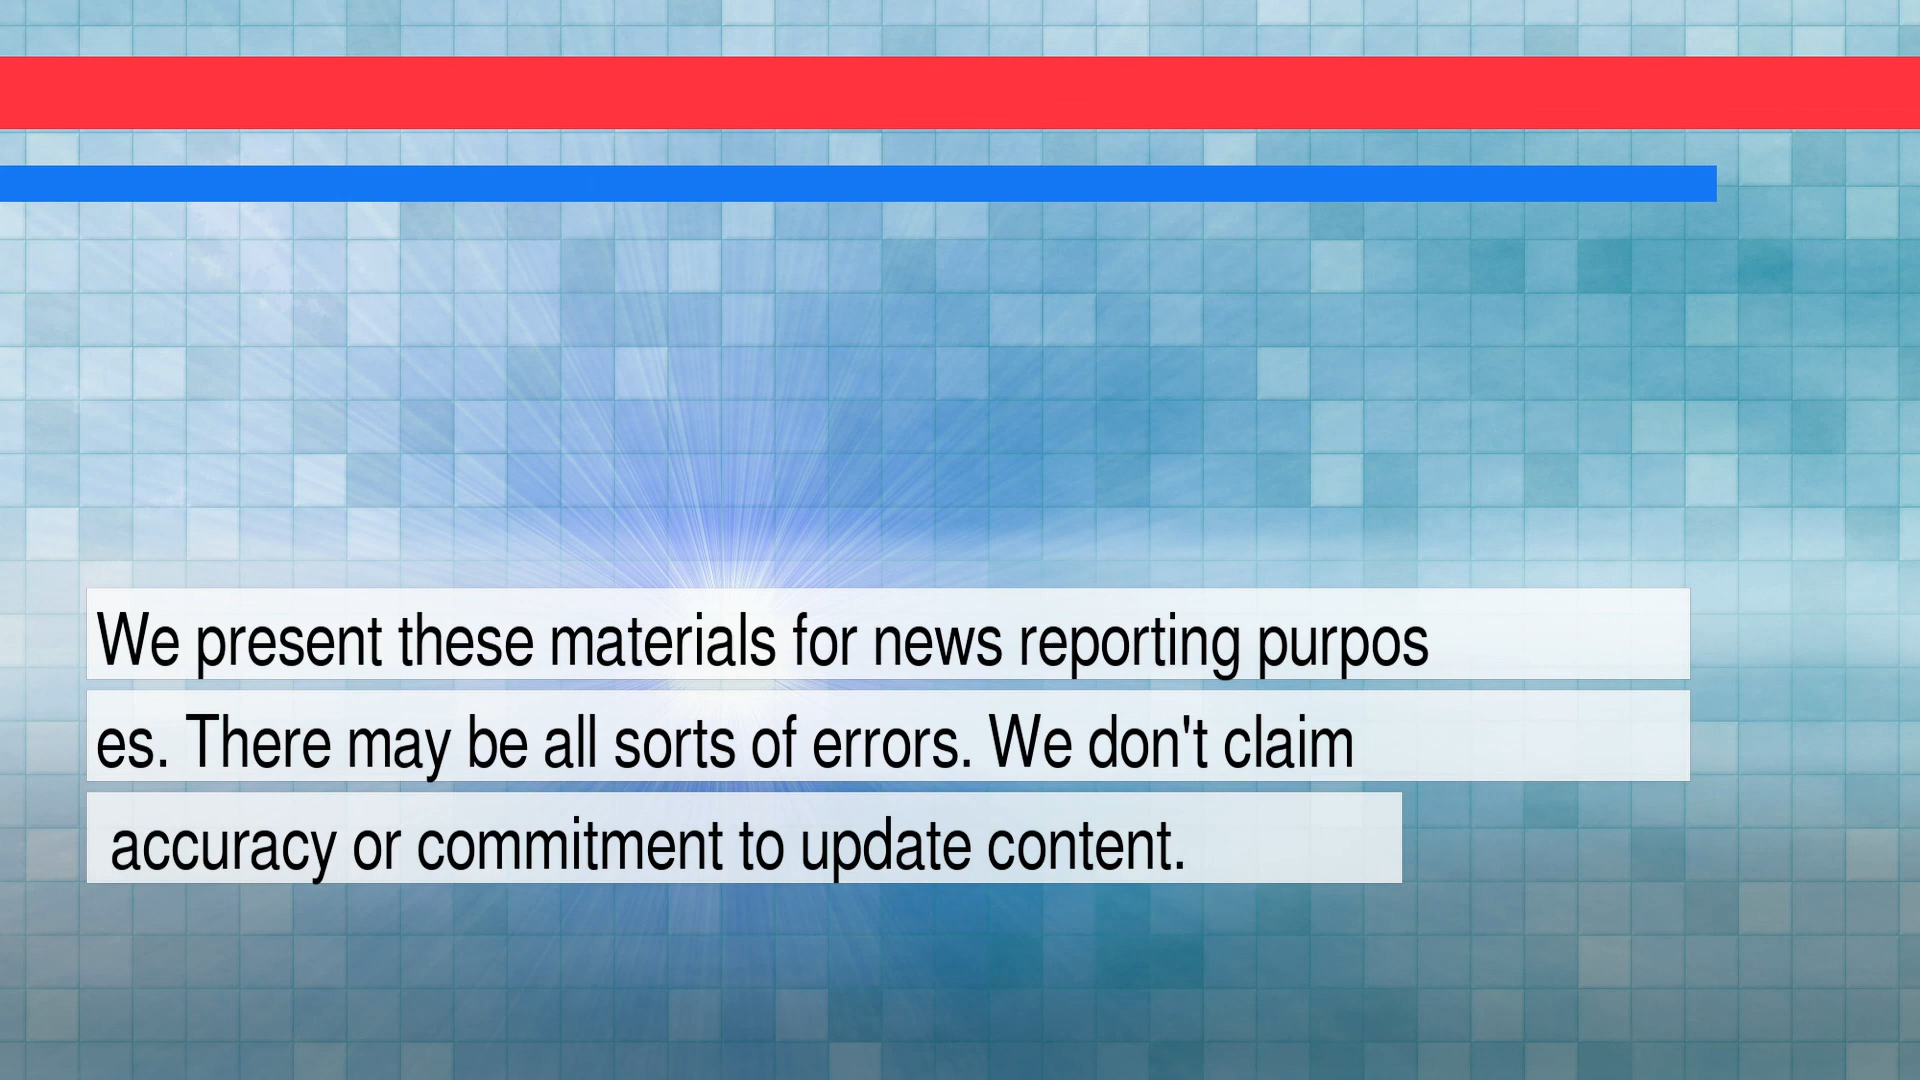 We present these materials for news reporting purpos
es. There may be all sorts of errors. We don't claim
accuracy or commitment to update content.